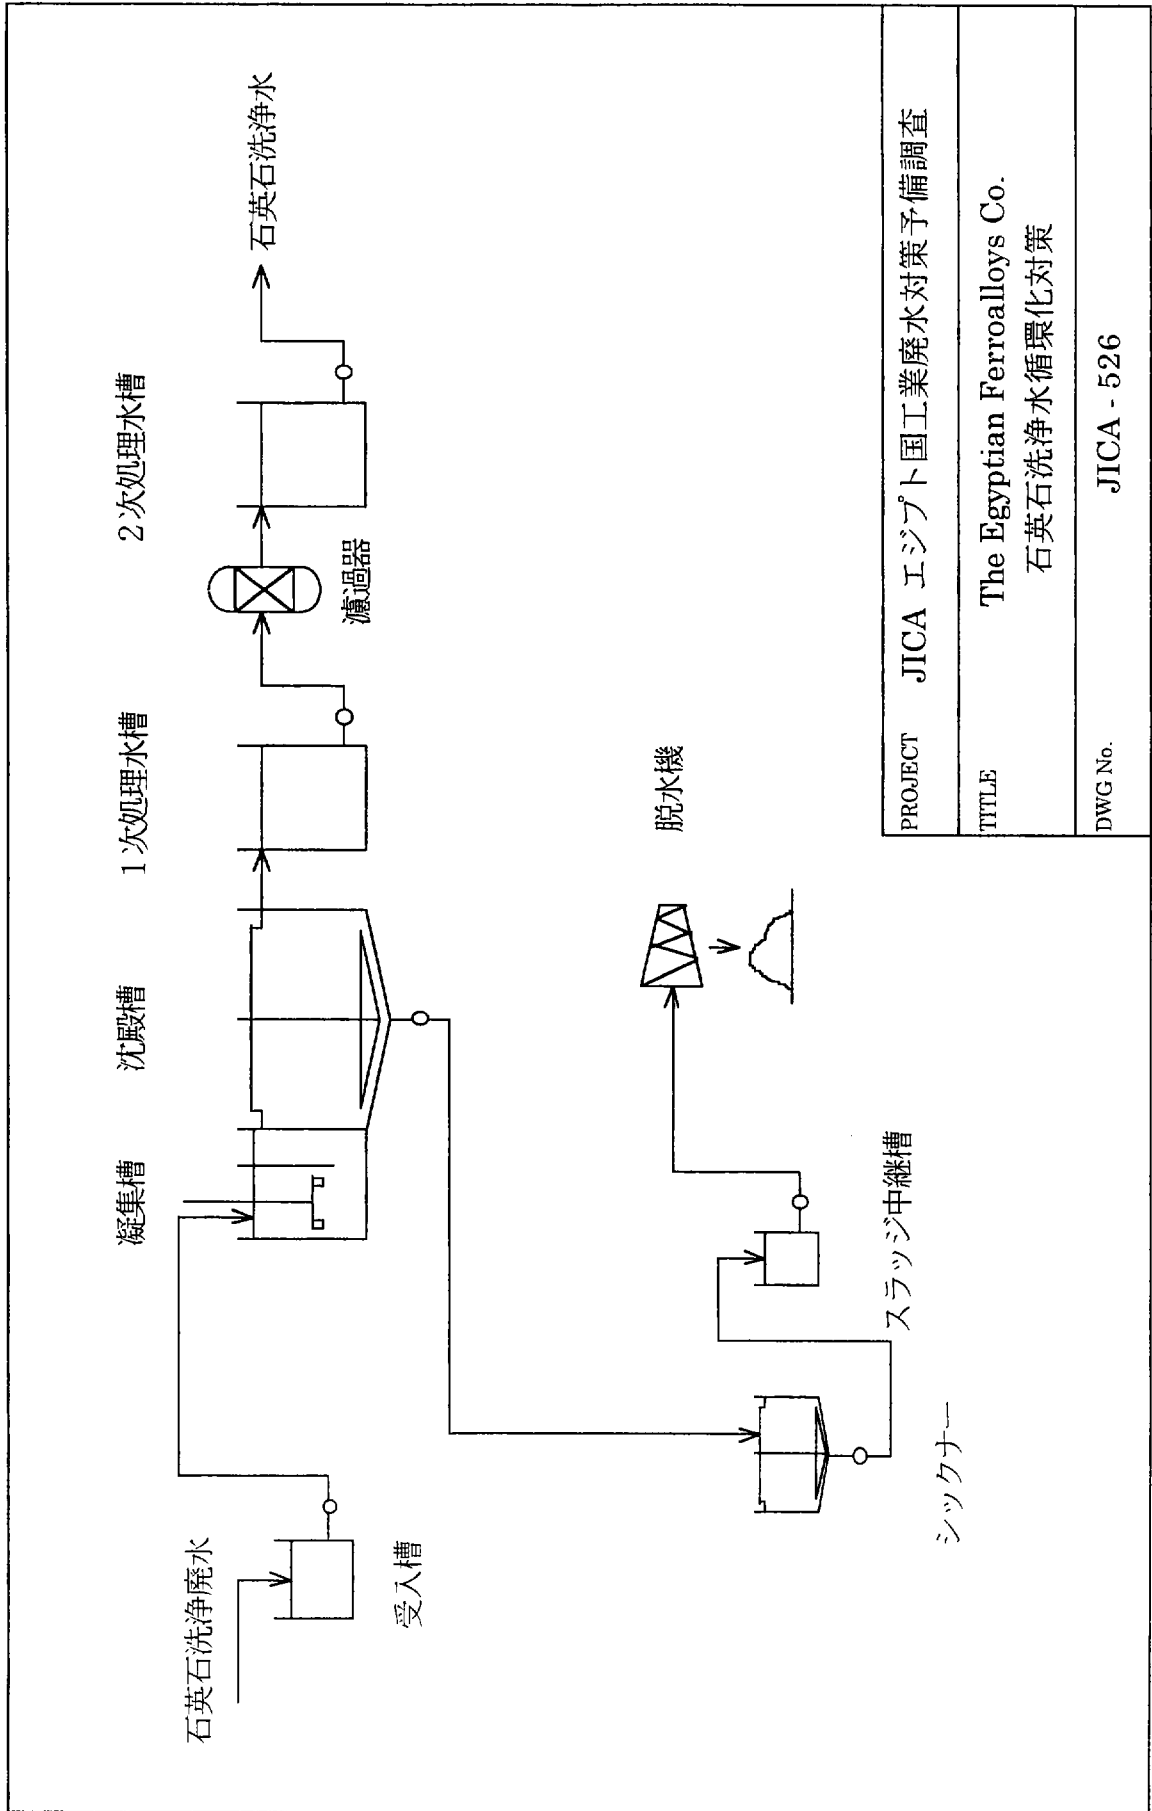 石英石洗浄廃水
受入槽
凝集槽
沈殿槽
1次処理水槽
濾過器
2次処理水槽
石英石洗浄水
シックナー
スラッジ中継槽
脱水機
PROJECT JICA エジプト国工業廃水対策予備調査
TITLE The Egyptian Ferroalloys Co.
石英石洗浄水循環化対策
DWG No. JICA - 526